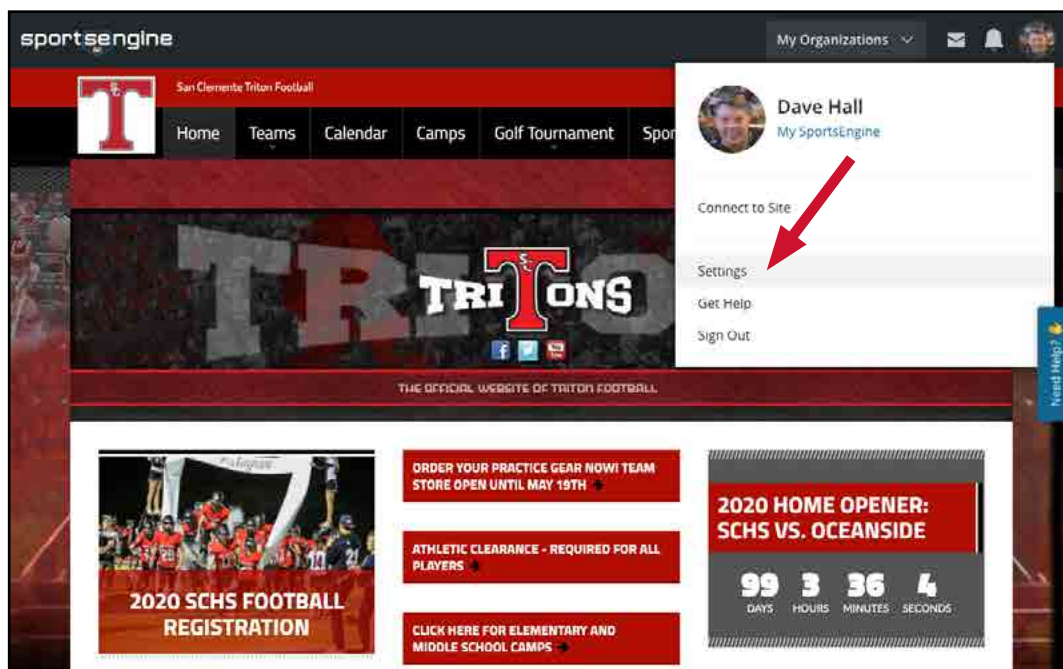 sportsengine
My Organizations
San Clemente Triton Football
Home Teams Calendar Camps Golf Tournament Spor
Dave Hall
My SportsEngine
Connect to Site
Settings
Get Help
Sign Out
Need Help?
TRITO
TRITONS
SC
THE OFFICIAL WEBSITE OF TRITON FOOTBALL
2020 SCHS FOOTBALL
REGISTRATION
ORDER YOUR PRACTICE GEAR NOW! TEAM
STORE OPEN UNTIL MAY 19TH
ATHLETIC CLEARANCE - REQUIRED FOR ALL
PLAYERS
CLICK HERE FOR ELEMENTARY AND
MIDDLE SCHOOL CAMPS
2020 HOME OPENER:
SCHS VS. OCEANSIDE
99 3 36 4
DAYS HOURS MINUTES SECONDS